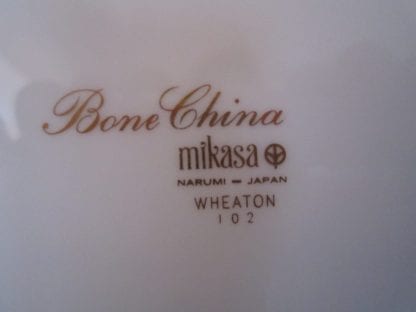 Bone China
mikasa
NARUMI – JAPAN
WHEATON
102